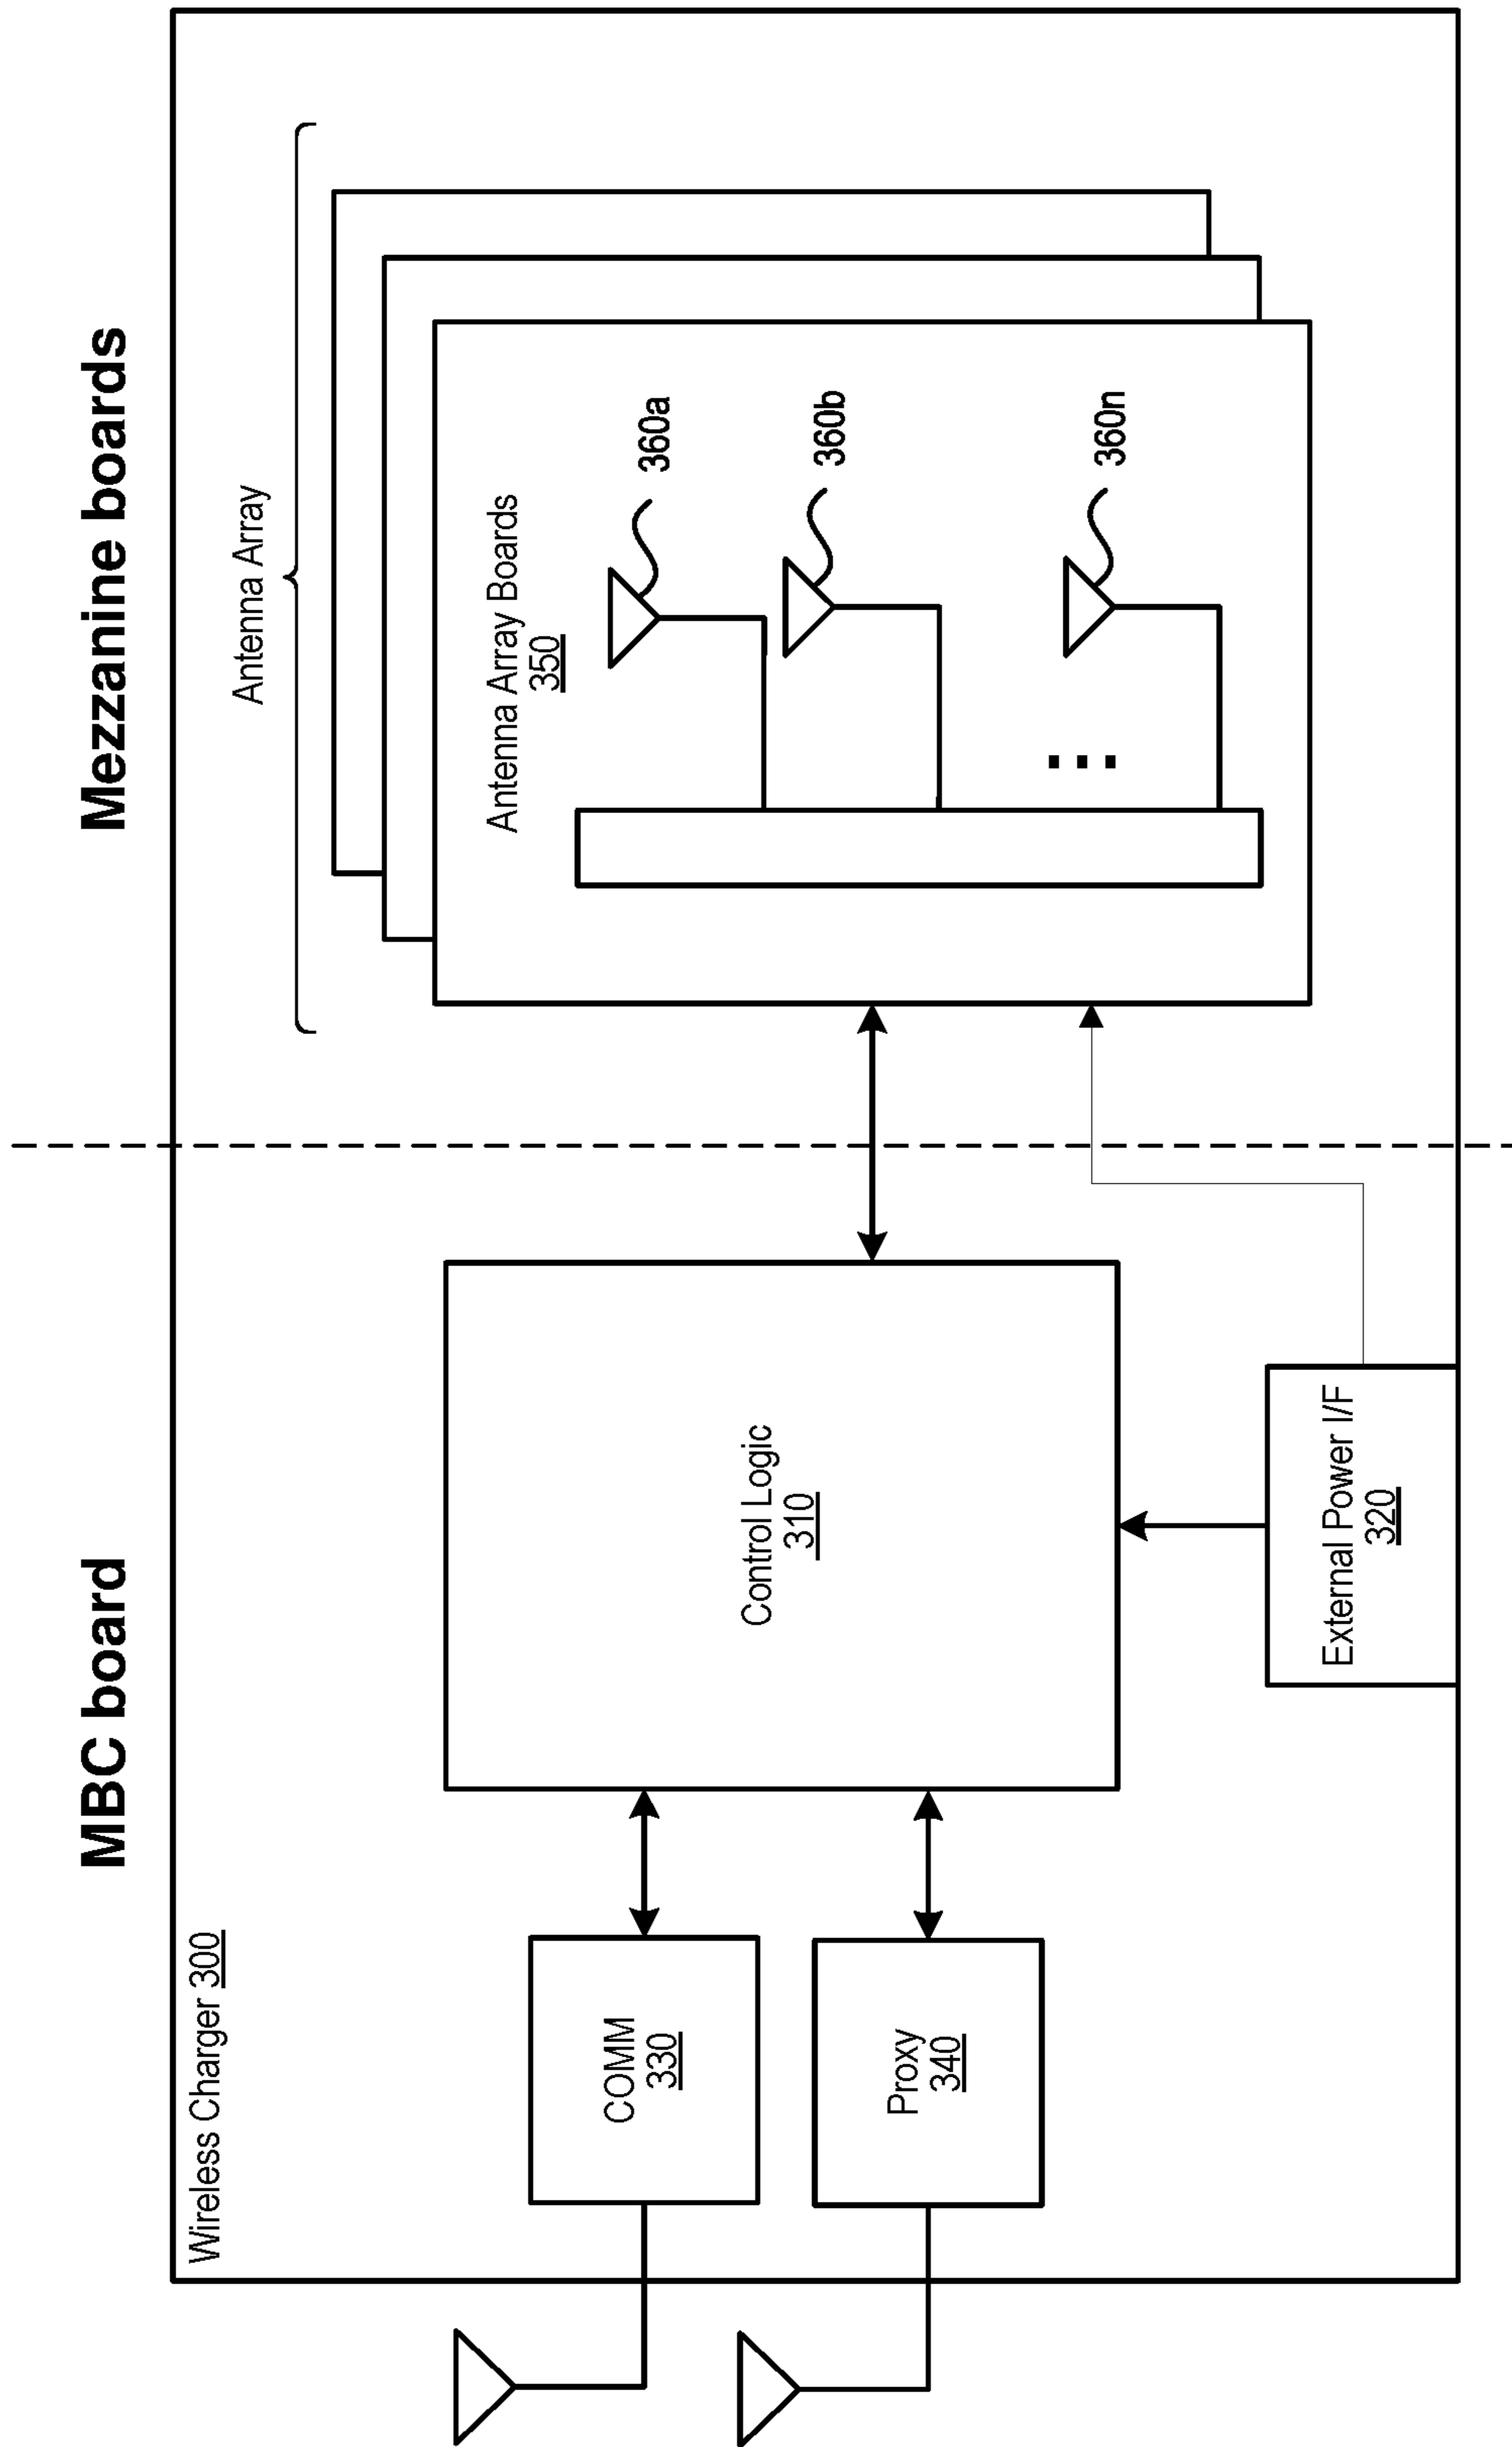 MBC board
Mezzanine boards
Wireless Charger 300
Antenna Array
COMM
330
Proxy
340
Control Logic
310
External Power I/F
320
Antenna Array Boards
350
360a
360b
...
360n